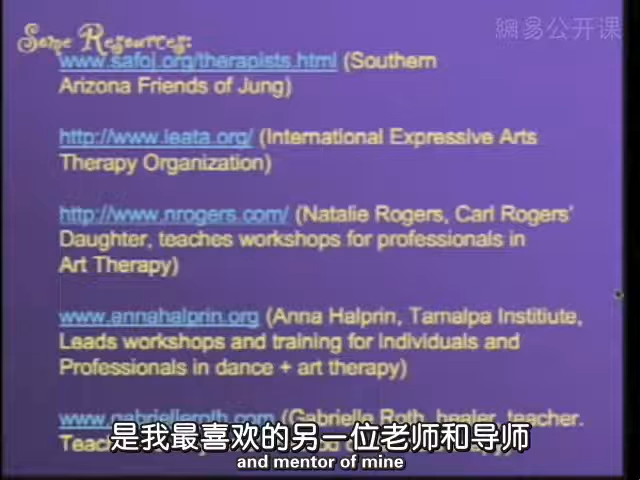 網易公开课
Some Resources:
www.safoj.org/therapists.html (Southern
Arizona Friends of Jung)
http://www.ieata.org/ (International Expressive Arts
Therapy Organization)
http://www.nrogers.com/ (Natalie Rogers, Carl Rogers'
Daughter, teaches workshops for professionals in
Art Therapy)
www.annahalprin.org (Anna Halprin, Tamalpa Institiute,
Leads workshops and training for Individuals and
Professionals in dance + art therapy)
www.gabrielleroth.com (Gabrielle Roth, healer, teacher.
是我最喜欢的另一位老师和导师
and mentor of mine